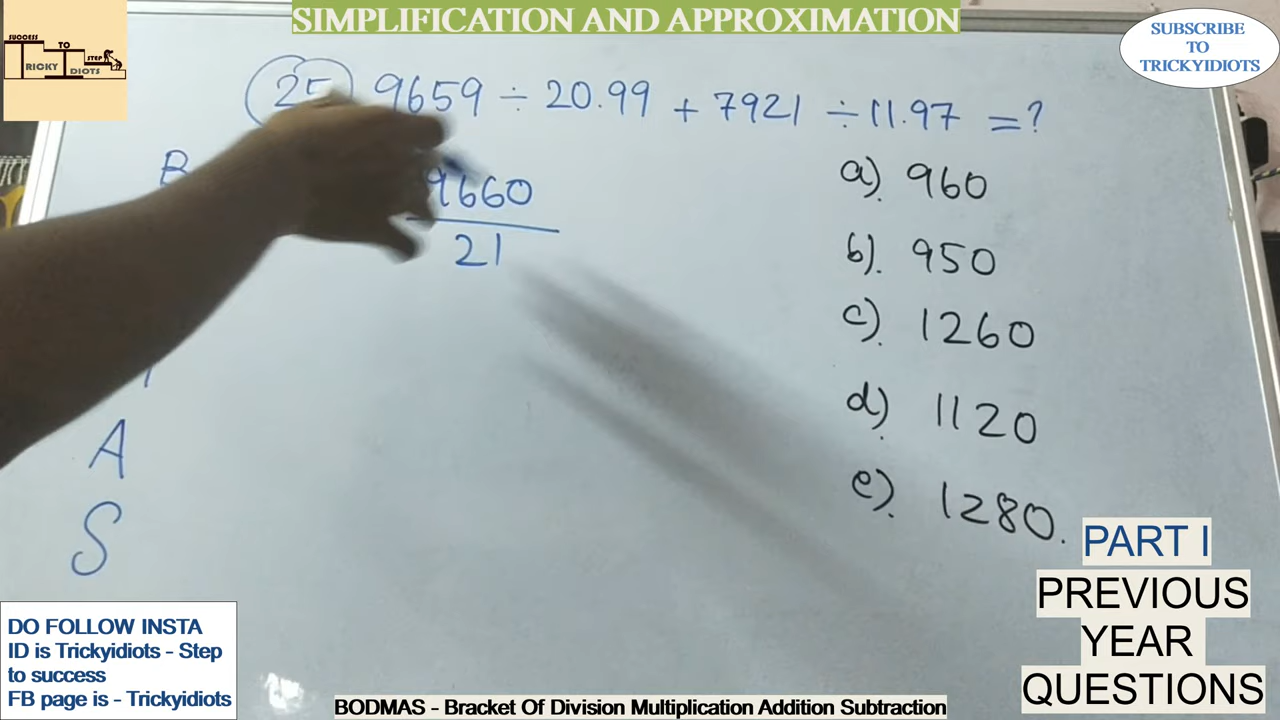 SIMPLIFICATION AND APPROXIMATION
SUCCESS
TO
STEP
TRICKY
IDIOTS
SUBSCRIBE
TO
TRICKYIDIOTS
25 9659 ÷ 20.99 + 7921 ÷ 11.97 = ?
B
9660
21
A
S
a). 960
b). 950
c). 1260
d). 1120
e). 1280.
PART I
PREVIOUS
YEAR
QUESTIONS
DO FOLLOW INSTA
ID is Trickyidiots - Step
to success
FB page is - Trickyidiots
BODMAS - Bracket Of Division Multiplication Addition Subtraction